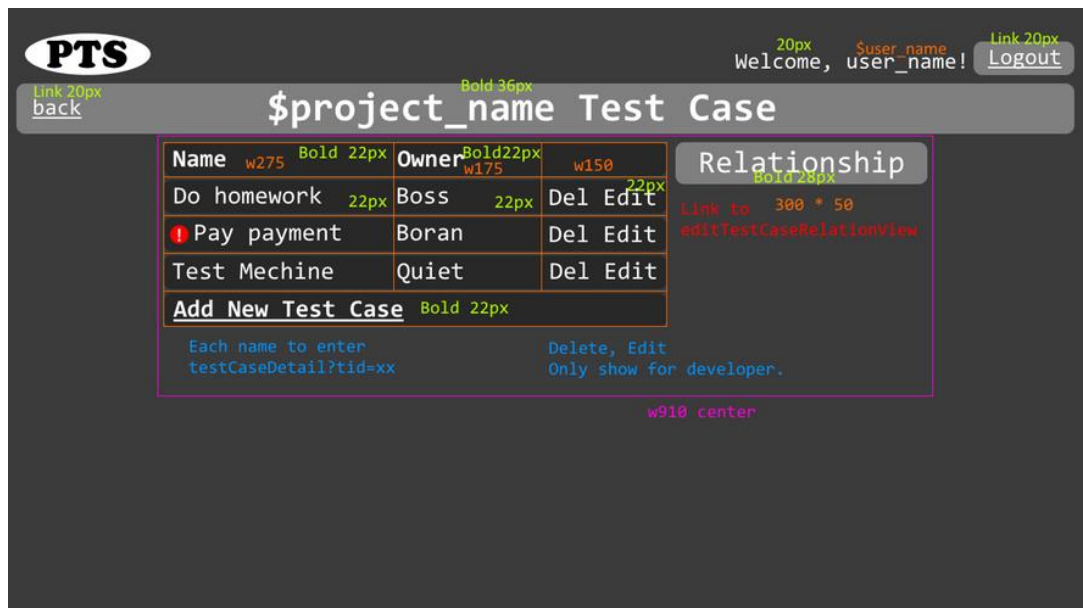 PTS
20px
$user_name
Link 20px
Welcome, user_name!
Logout
Link 20px
back
Bold 36px
$project_name Test Case
Name w275 Bold 22px
Owner Bold22px
w175
w150
Relationship
Bold 28px
Do homework 22px
Boss 22px
Del Edit 22px
Link to 300 * 50
editTestCaseRelationView
! Pay payment
Boran
Del Edit
Test Mechine
Quiet
Del Edit
Add New Test Case Bold 22px
Each name to enter
testCaseDetail?tid=xx
Delete, Edit
Only show for developer.
w910 center